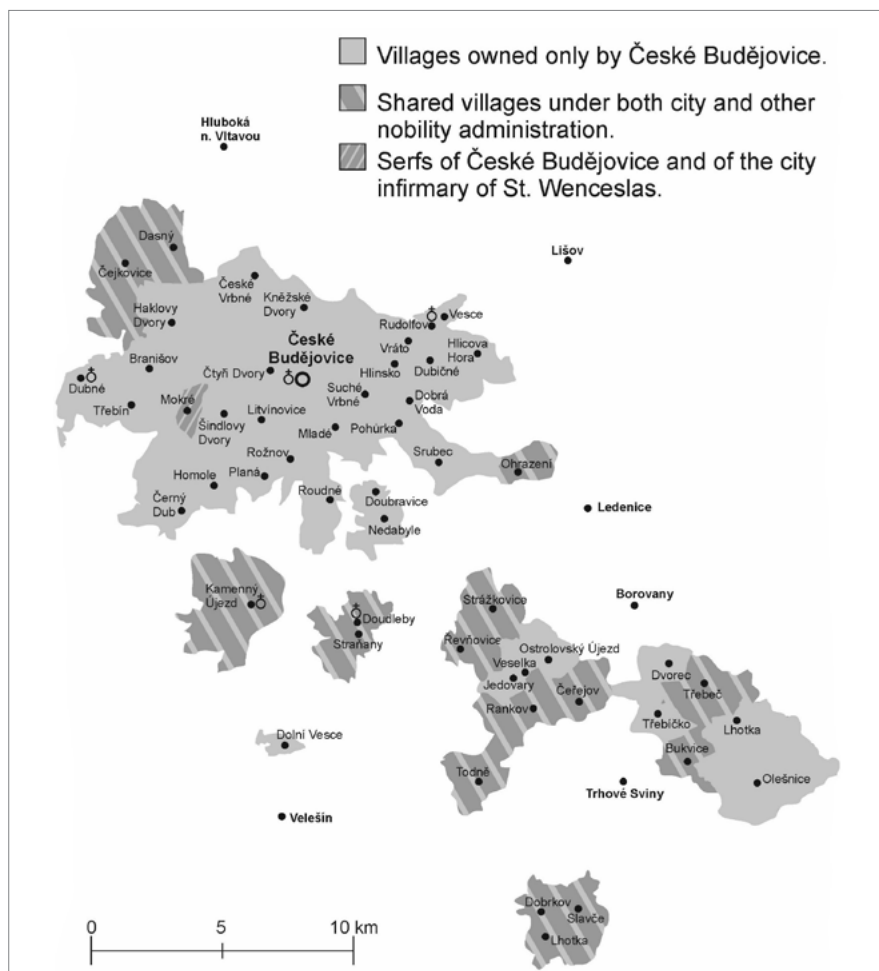 Villages owned only by České Budějovice.
Shared villages under both city and other
nobility administration.
Serfs of České Budějovice and of the city
infirmary of St. Wenceslas.
Hluboká
n. Vltavou
Lišov
Dasný
Čejkovice
České
Vrbné
Kněžské
Dvory
Haklovy
Dvory
Rudolfov
Vesce
České
Budějovice
Vráto
Hlicova
Hora
Branišov
Čtyři Dvory
Hlinsko
Dubičné
Dubné
Suché
Vrbné
Třebín
Mokré
Dobrá
Voda
Šindlovy
Dvory
Litvínovice
Mladé
Pohůrka
Rožnov
Srubec
Ohrazení
Homole
Planá
Roudné
Doubravice
Černý
Dub
Nedabyle
Ledenice
Kamenný
Újezd
Doudleby
Straňany
Strážkovice
Borovany
Řevňovice
Ostrolovský Újezd
Veselka
Jedovary
Čeřejov
Dvorec
Třebeč
Rankov
Třebíčko
Lhotka
Dolní Vesce
Bukvice
Todně
Olešnice
Trhové Sviny
Velešín
Dobrkov
Slavče
Lhotka
0 5 10 km